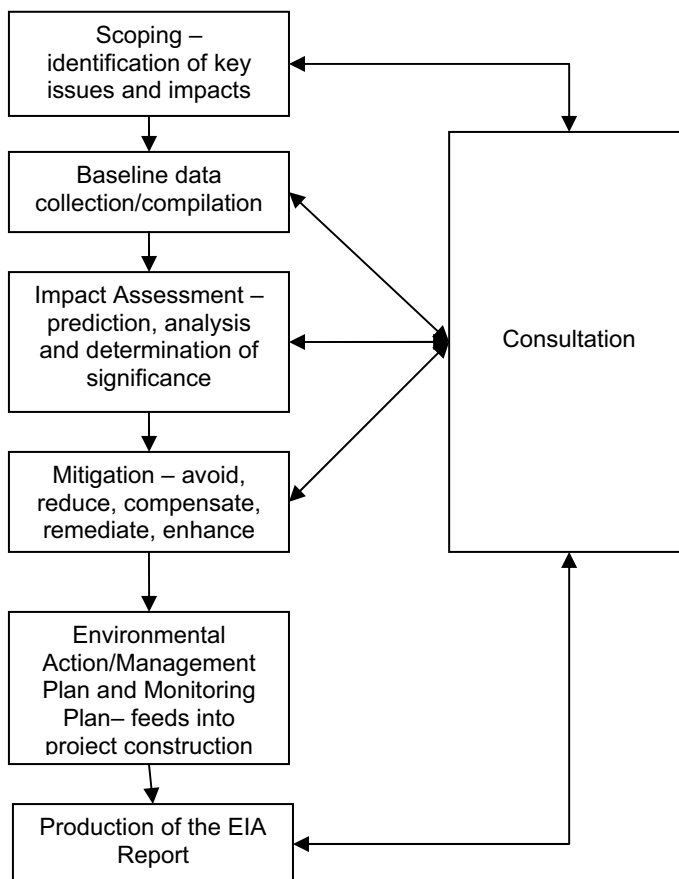 Scoping –
identification of key
issues and impacts
Baseline data
collection/compilation
Impact Assessment –
prediction, analysis
and determination of
significance
Consultation
Mitigation – avoid,
reduce, compensate,
remediate, enhance
Environmental
Action/Management
Plan and Monitoring
Plan– feeds into
project construction
Production of the EIA
Report